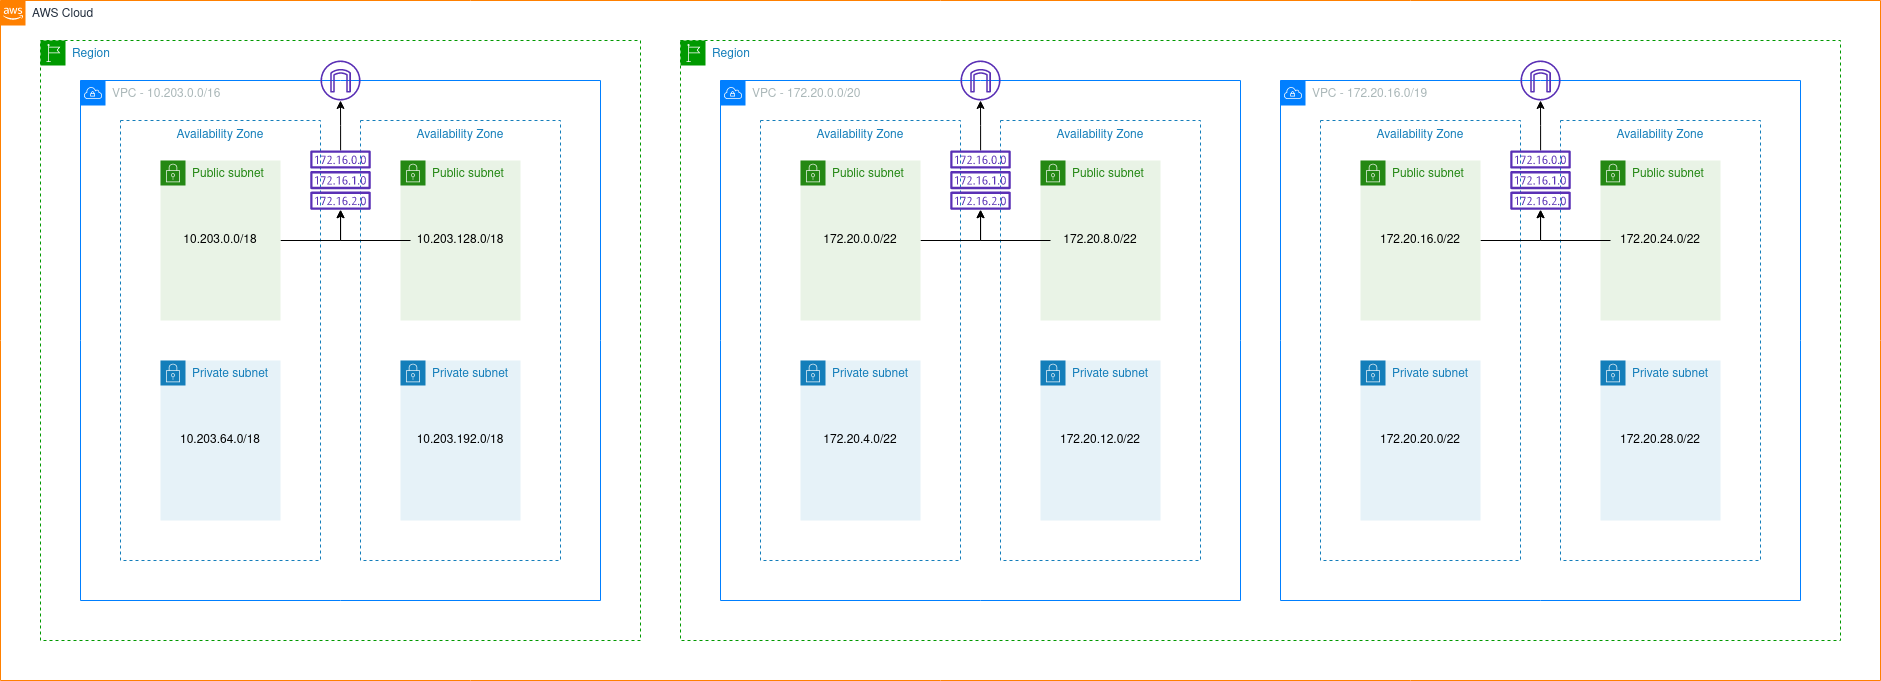 aws
AWS Cloud
Region
VPC - 10.203.0.0/16
Availability Zone
Availability Zone
Public subnet
Public subnet
172.16.0.0
172.16.1.0
172.16.2.0
10.203.0.0/18
10.203.128.0/18
Private subnet
Private subnet
10.203.64.0/18
10.203.192.0/18
Region
VPC - 172.20.0.0/20
Availability Zone
Availability Zone
Public subnet
Public subnet
172.16.0.0
172.16.1.0
172.16.2.0
172.20.0.0/22
172.20.8.0/22
Private subnet
Private subnet
172.20.4.0/22
172.20.12.0/22
VPC - 172.20.16.0/19
Availability Zone
Availability Zone
Public subnet
Public subnet
172.16.0.0
172.16.1.0
172.16.2.0
172.20.16.0/22
172.20.24.0/22
Private subnet
Private subnet
172.20.20.0/22
172.20.28.0/22